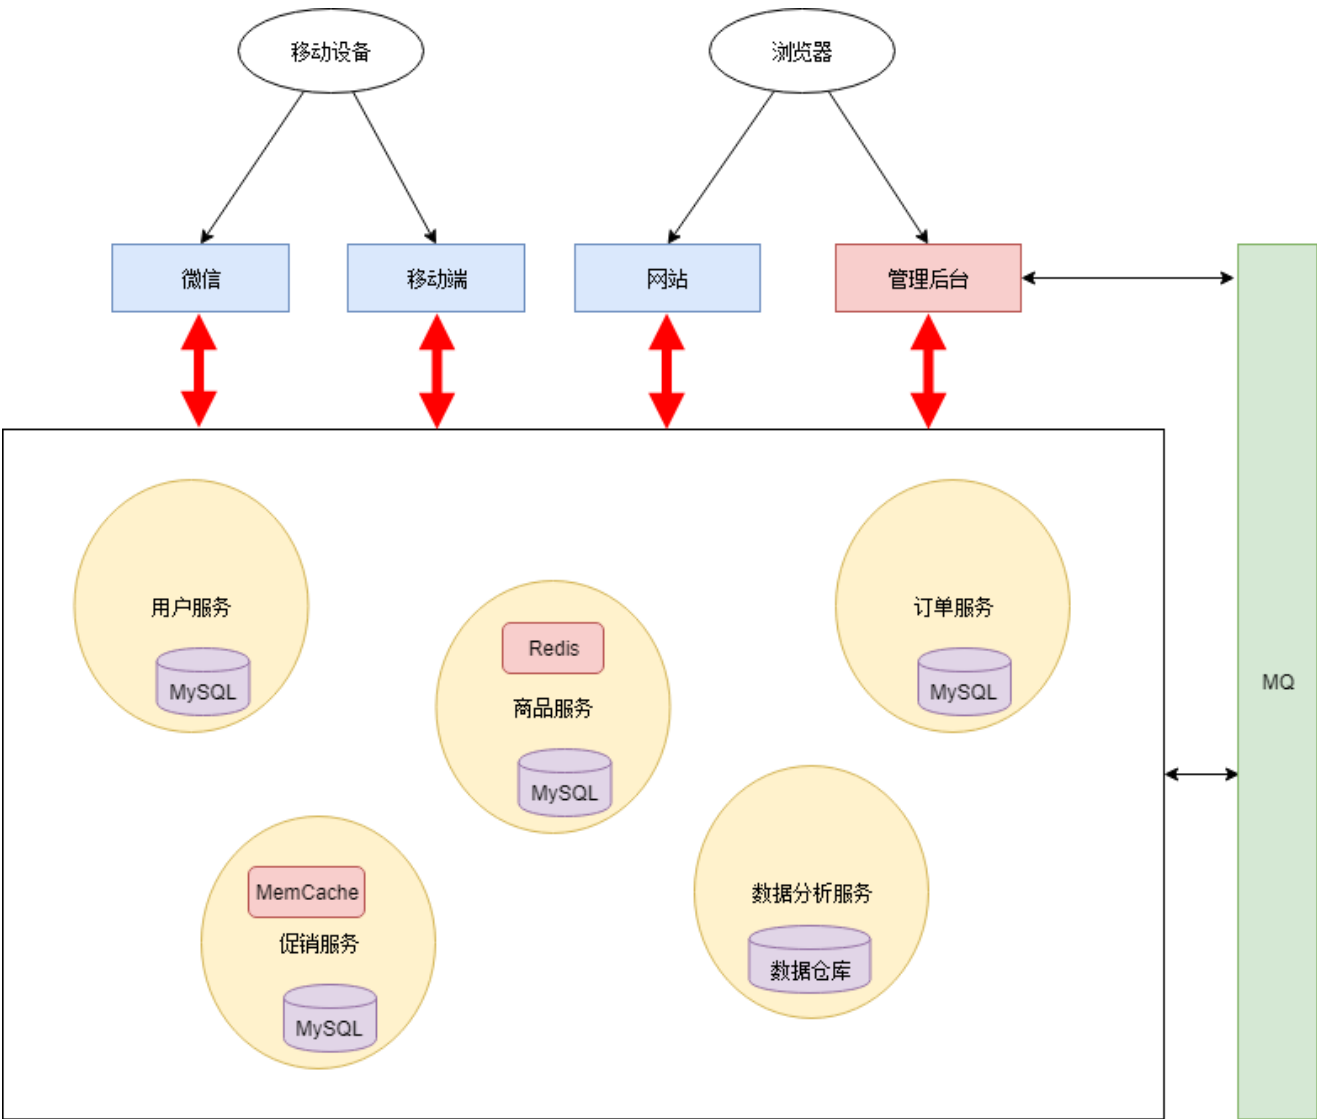 移动设备
浏览器
微信
移动端
网站
管理后台
用户服务
MySQL
Redis
商品服务
MySQL
订单服务
MySQL
MQ
MemCache
促销服务
MySQL
数据分析服务
数据仓库